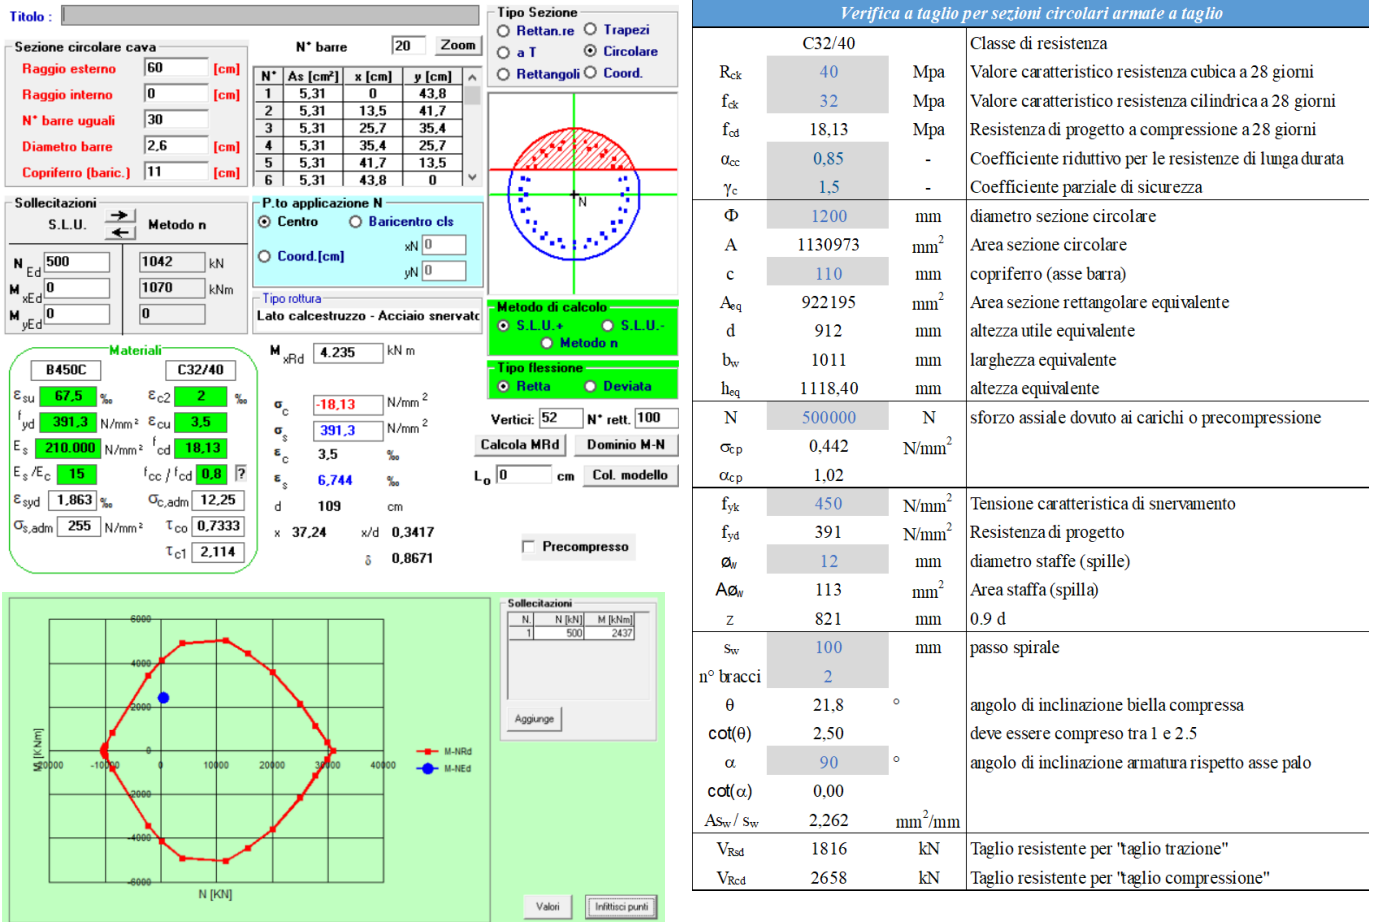 Titolo :
Sezione circolare cava
Raggio esterno 60 [cm]
Raggio interno 0 [cm]
N° barre uguali 30
Diametro barre 2,6 [cm]
Copriferro (baric.) 11 [cm]
N° barre 20 Zoom
N° As [cm²] x [cm] y [cm]
1 5,31 0 43,8
2 5,31 13,5 41,7
3 5,31 25,7 35,4
4 5,31 35,4 25,7
5 5,31 41,7 13,5
6 5,31 43,8 0
Tipo Sezione
Rettan.re Trapezi
a T Circolare
Rettangoli Coord.
N
Sollecitazioni
S.L.U. Metodo n
N Ed 500 1042 kN
M xEd 0 1070 kNm
M yEd 0 0
P.to applicazione N
Centro Baricentro cls
Coord.[cm] xN 0
yN 0
Tipo rottura
Lato calcestruzzo - Acciaio snervato
Metodo di calcolo
S.L.U.+ S.L.U.-
Metodo n
Tipo flessione
Retta Deviata
Vertici: 52 N° rett. 100
Calcola MRd Dominio M-N
L₀ 0 cm Col. modello
Precompresso
Materiali
B450C C32/40
εsu 67,5 ‰ εc2 2 ‰
fyd 391,3 N/mm² εcu 3,5
Es 210.000 N/mm² fcd 18,13
Es /Ec 15 fcc / fcd 0,8 ?
εsyd 1,863 ‰ σc,adm 12,25
σs,adm 255 N/mm² τco 0,7333
τc1 2,114
M xRd 4.235 kN m
σc -18,13 N/mm²
σs 391,3 N/mm²
εc 3,5 ‰
εs 6,744 ‰
d 109 cm
x 37,24 x/d 0,3417
δ 0,8671
M [KNm]
6000
4000
2000
0
-2000
-4000
-6000
-20000 -10000 0 10000 20000 30000 40000
N [KN]
M-NRd
M-NEd
Sollecitazioni
N. N [kN] M [kNm]
1 500 2437
Aggiunge
Valori Infittisci punti
Verifica a taglio per sezioni circolari armate a taglio
C32/40 Classe di resistenza
Rck 40 Mpa Valore caratteristico resistenza cubica a 28 giorni
fck 32 Mpa Valore caratteristico resistenza cilindrica a 28 giorni
fcd 18,13 Mpa Resistenza di progetto a compressione a 28 giorni
αcc 0,85 - Coefficiente riduttivo per le resistenze di lunga durata
γc 1,5 - Coefficiente parziale di sicurezza
Φ 1200 mm diametro sezione circolare
A 1130973 mm² Area sezione circolare
c 110 mm copriferro (asse barra)
Aeq 922195 mm² Area sezione rettangolare equivalente
d 912 mm altezza utile equivalente
bw 1011 mm larghezza equivalente
heq 1118,40 mm altezza equivalente
N 500000 N sforzo assiale dovuto ai carichi o precompressione
σcp 0,442 N/mm²
αcp 1,02
fyk 450 N/mm² Tensione caratteristica di snervamento
fyd 391 N/mm² Resistenza di progetto
øw 12 mm diametro staffe (spille)
Aøw 113 mm² Area staffa (spilla)
z 821 mm 0.9 d
sw 100 mm passo spirale
n° bracci 2
θ 21,8 ° angolo di inclinazione biella compressa
cot(θ) 2,50 deve essere compreso tra 1 e 2.5
α 90 ° angolo di inclinazione armatura rispetto asse palo
cot(α) 0,00
Asw / sw 2,262 mm²/mm
VRsd 1816 kN Taglio resistente per "taglio trazione"
VRcd 2658 kN Taglio resistente per "taglio compressione"